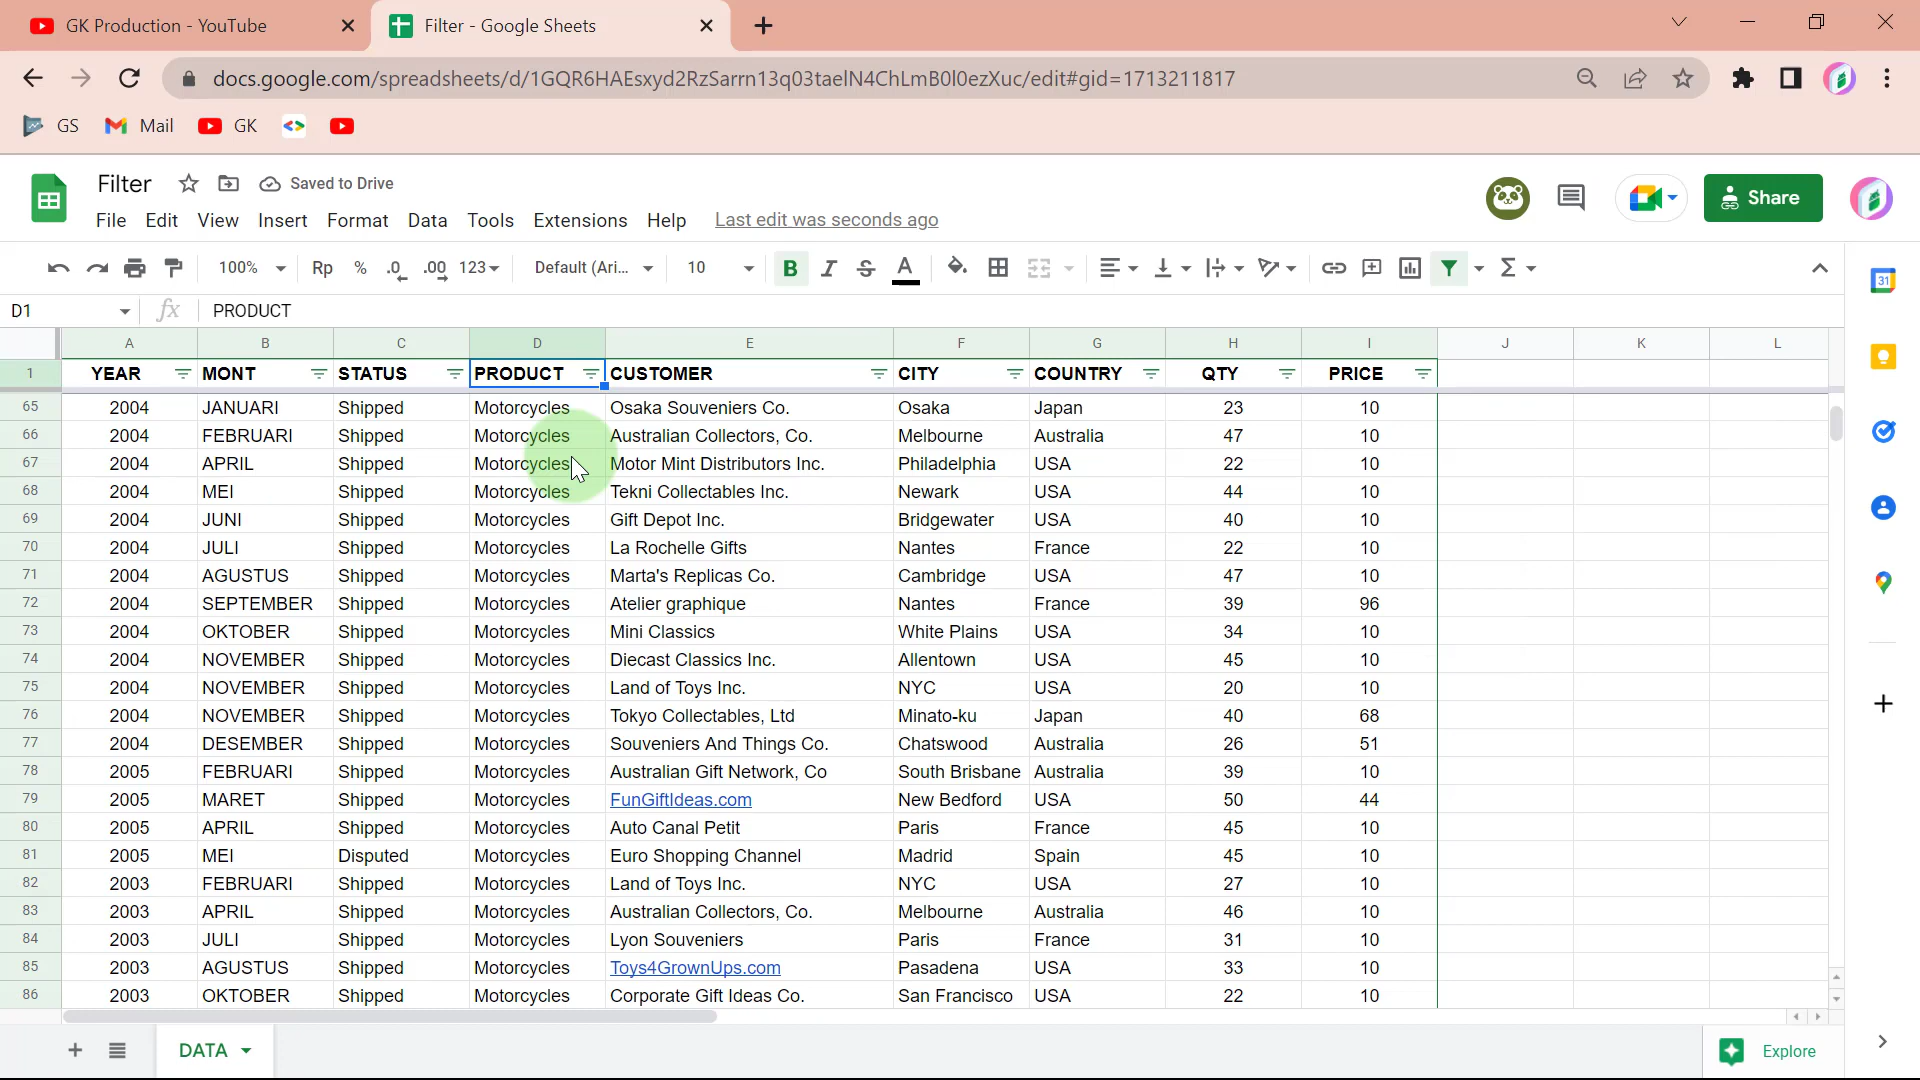 GK Production - YouTube
Filter - Google Sheets
docs.google.com/spreadsheets/d/1GQR6HAEsxyd2RzSarrn13q03taelN4ChLmB0l0ezXuc/edit#gid=1713211817
GS Mail GK
Filter Saved to Drive
File Edit View Insert Format Data Tools Extensions Help Last edit was seconds ago
Share
100% Rp % .0 .00 123 Default (Ari... 10 B I S A Σ
31
D1 fx PRODUCT
A B C D E F G H I J K L
1 YEAR MONT STATUS PRODUCT CUSTOMER CITY COUNTRY QTY PRICE
65 2004 JANUARI Shipped Motorcycles Osaka Souveniers Co. Osaka Japan 23 10
66 2004 FEBRUARI Shipped Motorcycles Australian Collectors, Co. Melbourne Australia 47 10
67 2004 APRIL Shipped Motorcycles Motor Mint Distributors Inc. Philadelphia USA 22 10
68 2004 MEI Shipped Motorcycles Tekni Collectables Inc. Newark USA 44 10
69 2004 JUNI Shipped Motorcycles Gift Depot Inc. Bridgewater USA 40 10
70 2004 JULI Shipped Motorcycles La Rochelle Gifts Nantes France 22 10
71 2004 AGUSTUS Shipped Motorcycles Marta's Replicas Co. Cambridge USA 47 10
72 2004 SEPTEMBER Shipped Motorcycles Atelier graphique Nantes France 39 96
73 2004 OKTOBER Shipped Motorcycles Mini Classics White Plains USA 34 10
74 2004 NOVEMBER Shipped Motorcycles Diecast Classics Inc. Allentown USA 45 10
75 2004 NOVEMBER Shipped Motorcycles Land of Toys Inc. NYC USA 20 10
76 2004 NOVEMBER Shipped Motorcycles Tokyo Collectables, Ltd Minato-ku Japan 40 68
77 2004 DESEMBER Shipped Motorcycles Souveniers And Things Co. Chatswood Australia 26 51
78 2005 FEBRUARI Shipped Motorcycles Australian Gift Network, Co South Brisbane Australia 39 10
79 2005 MARET Shipped Motorcycles FunGiftIdeas.com New Bedford USA 50 44
80 2005 APRIL Shipped Motorcycles Auto Canal Petit Paris France 45 10
81 2005 MEI Disputed Motorcycles Euro Shopping Channel Madrid Spain 45 10
82 2003 FEBRUARI Shipped Motorcycles Land of Toys Inc. NYC USA 27 10
83 2003 APRIL Shipped Motorcycles Australian Collectors, Co. Melbourne Australia 46 10
84 2003 JULI Shipped Motorcycles Lyon Souveniers Paris France 31 10
85 2003 AGUSTUS Shipped Motorcycles Toys4GrownUps.com Pasadena USA 33 10
86 2003 OKTOBER Shipped Motorcycles Corporate Gift Ideas Co. San Francisco USA 22 10
DATA Explore